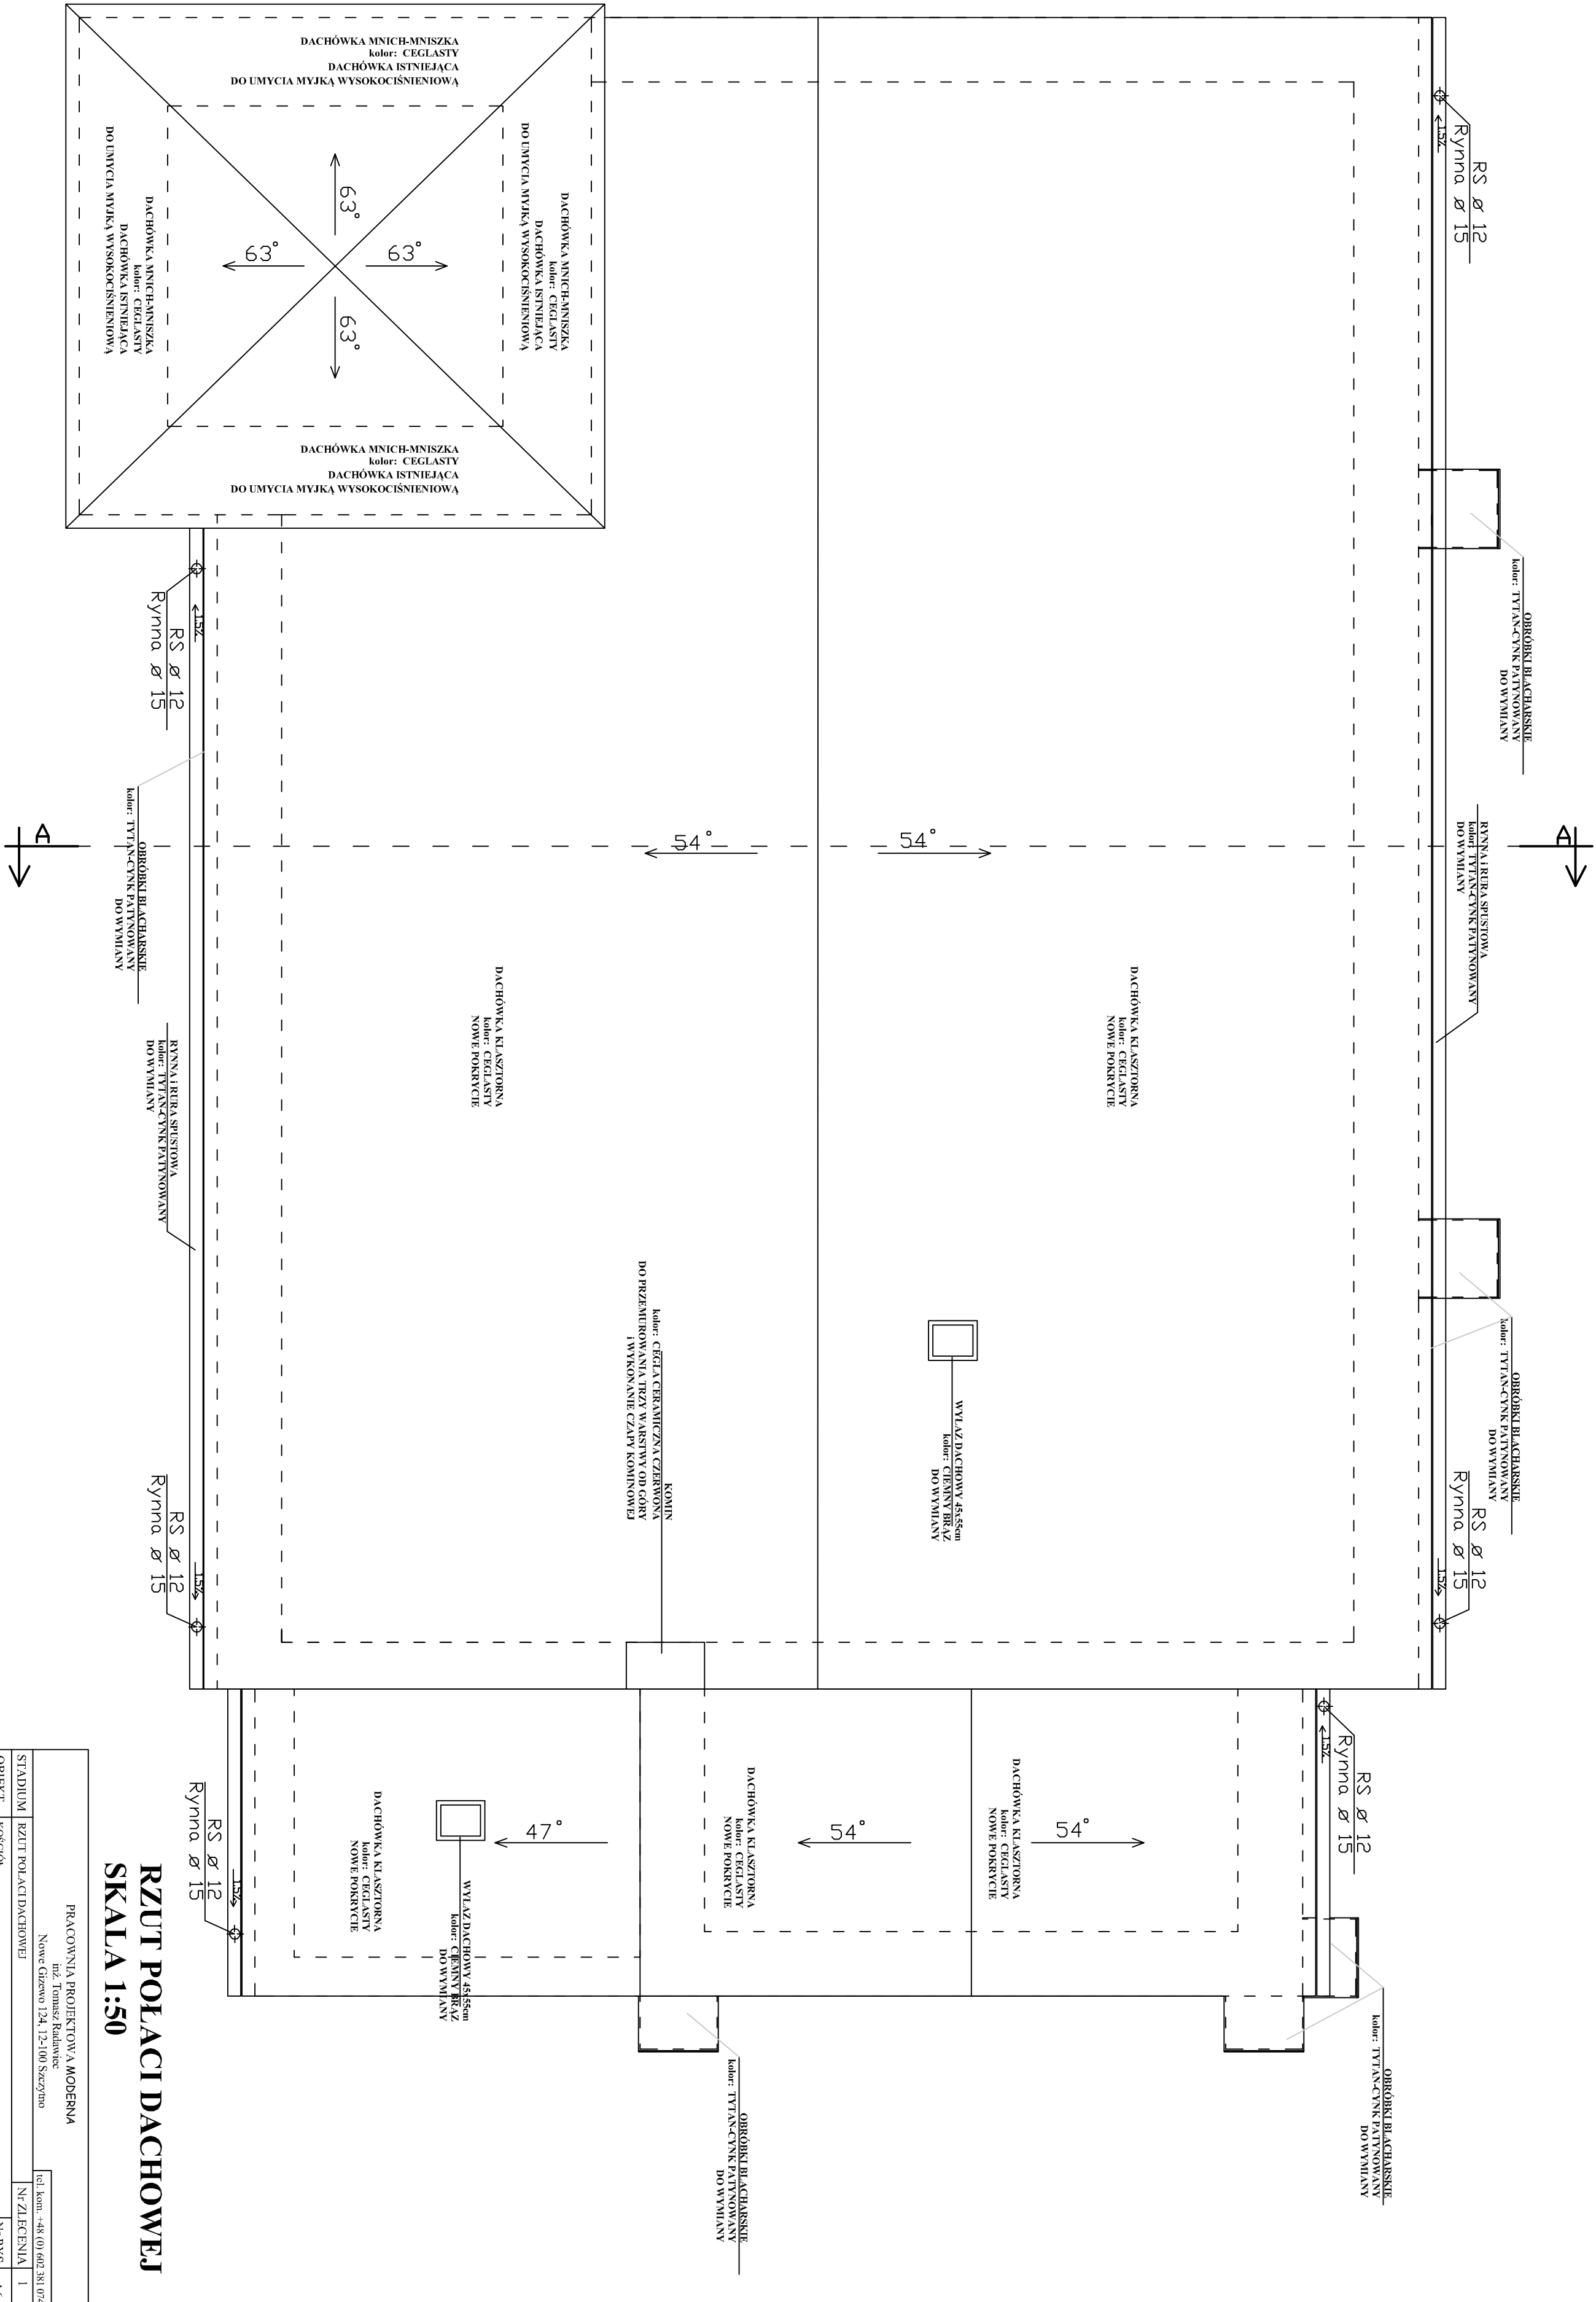 DACHÓWKA MNICH-MNISZKA
kolor: CEGLASTY
DACHÓWKA ISTNIEJĄCA
DO UMYCIA MYJKĄ WYSOKOCIŚNIENIOWĄ
DACHÓWKA MNICH-MNISZKA
kolor: CEGLASTY
DACHÓWKA ISTNIEJĄCA
DO UMYCIA MYJKĄ WYSOKOCIŚNIENIOWĄ
DACHÓWKA MNICH-MNISZKA
kolor: CEGLASTY
DACHÓWKA ISTNIEJĄCA
DO UMYCIA MYJKĄ WYSOKOCIŚNIENIOWĄ
DACHÓWKA MNICH-MNISZKA
kolor: CEGLASTY
DACHÓWKA ISTNIEJĄCA
DO UMYCIA MYJKĄ WYSOKOCIŚNIENIOWĄ
63°
63°
63°
63°
RS ø 12
Rynna ø 15
1.5%
OBRÓBKI BLACHARSKIE
kolor: TYTAN-CYNK PATYNOWANY
DO WYMIANY
RS ø 12
Rynna ø 15
1.5%
OBRÓBKI BLACHARSKIE
kolor: TYTAN-CYNK PATYNOWANY
DO WYMIANY
A
A
RYNNA i RURA SPUSTOWA
kolor: TYTAN-CYNK PATYNOWANY
DO WYMIANY
54°
54°
DACHÓWKA KLASZTORNA
kolor: CEGLASTY
NOWE POKRYCIE
DACHÓWKA KLASZTORNA
kolor: CEGLASTY
NOWE POKRYCIE
RYNNA i RURA SPUSTOWA
kolor: TYTAN-CYNK PATYNOWANY
DO WYMIANY
KOMIN
kolor: CEGŁA CERAMICZNA CZERWONA
DO PRZEMUROWANIA TRZY WARSTWY OD GÓRY
i WYKONANIE CZAPY KOMINOWEJ
WYŁAZ DACHOWY 45x55cm
kolor: CIEMNY BRĄZ
DO WYMIANY
OBRÓBKI BLACHARSKIE
kolor: TYTAN-CYNK PATYNOWANY
DO WYMIANY
RS ø 12
Rynna ø 15
1.5%
RS ø 12
Rynna ø 15
1.5%
RS ø 12
Rynna ø 15
1.5%
DACHÓWKA KLASZTORNA
kolor: CEGLASTY
NOWE POKRYCIE
DACHÓWKA KLASZTORNA
kolor: CEGLASTY
NOWE POKRYCIE
DACHÓWKA KLASZTORNA
kolor: CEGLASTY
NOWE POKRYCIE
54°
54°
47°
WYŁAZ DACHOWY 45x55cm
kolor: CIEMNY BRĄZ
DO WYMIANY
RS ø 12
Rynna ø 15
1.5%
OBRÓBKI BLACHARSKIE
kolor: TYTAN-CYNK PATYNOWANY
DO WYMIANY
OBRÓBKI BLACHARSKIE
kolor: TYTAN-CYNK PATYNOWANY
DO WYMIANY
RZUT POŁACI DACHOWEJ
SKALA 1:50
PRACOWNIA PROJEKTOWA MODERNA
inż. Tomasz Radawiec
Nowe Gizewo 124, 12-100 Szczytno
tel. kom. +48 (0) 602 381 074
STADIUM RZUT POŁACI DACHOWEJ Nr ZLECENIA 1
OBIEKT KOŚCIÓŁ Nr RYS.